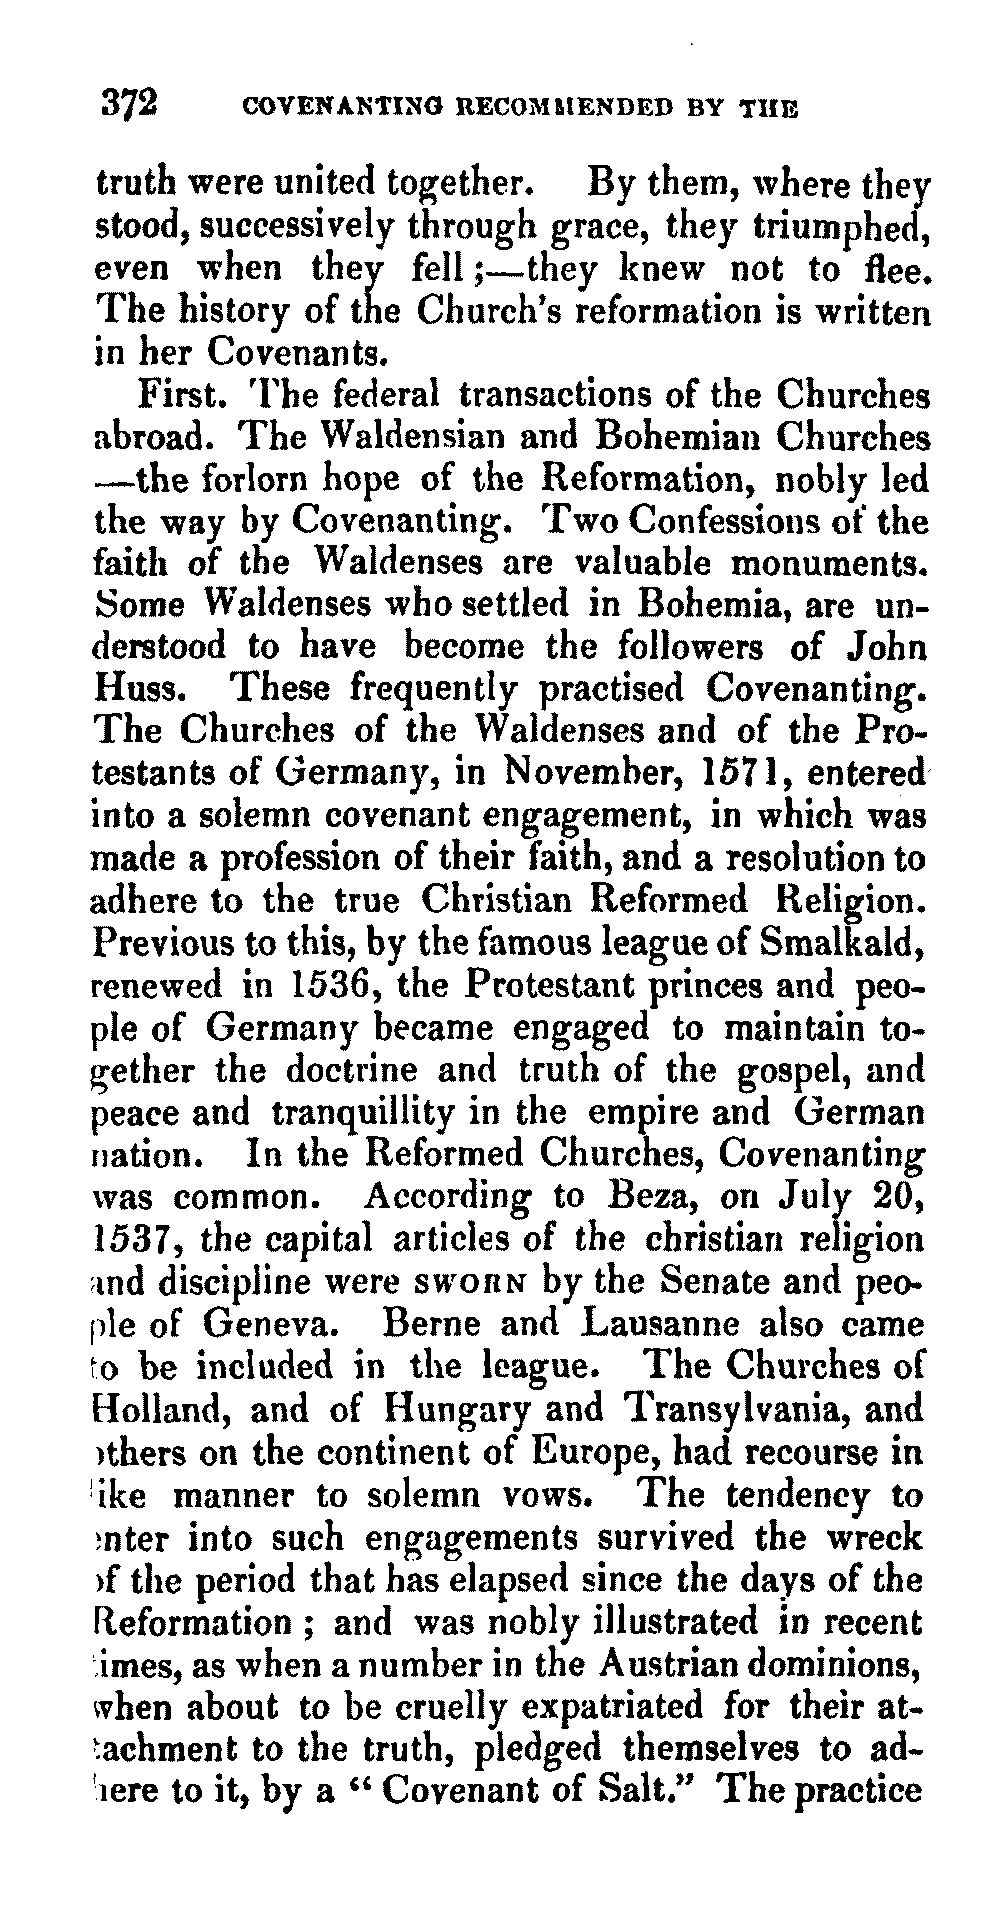 372 COVENANTING RECOMMENDED BY THE
truth were united together. By them, where they
stood, successively through grace, they triumphed,
even when they fell ;—they knew not to flee.
The history of the Church's reformation is written
in her Covenants.
First. The federal transactions of the Churches
abroad. The Waldensian and Bohemian Churches
—the forlorn hope of the Reformation, nobly led
the way by Covenanting. Two Confessions of the
faith of the Waldenses are valuable monuments.
Some Waldenses who settled in Bohemia, are un-
derstood to have become the followers of John
Huss. These frequently practised Covenanting.
The Churches of the Waldenses and of the Pro-
testants of Germany, in November, 1571, entered
into a solemn covenant engagement, in which was
made a profession of their faith, and a resolution to
adhere to the true Christian Reformed Religion.
Previous to this, by the famous league of Smalkald,
renewed in 1536, the Protestant princes and peo-
ple of Germany became engaged to maintain to-
gether the doctrine and truth of the gospel, and
peace and tranquillity in the empire and German
nation. In the Reformed Churches, Covenanting
was common. According to Beza, on July 20,
1537, the capital articles of the christian religion
and discipline were SWORN by the Senate and peo-
ple of Geneva. Berne and Lausanne also came
to be included in the league. The Churches of
Holland, and of Hungary and Transylvania, and
others on the continent of Europe, had recourse in
like manner to solemn vows. The tendency to
enter into such engagements survived the wreck
of the period that has elapsed since the days of the
Reformation ; and was nobly illustrated in recent
times, as when a number in the Austrian dominions,
when about to be cruelly expatriated for their at-
tachment to the truth, pledged themselves to ad-
here to it, by a “ Covenant of Salt.” The practice